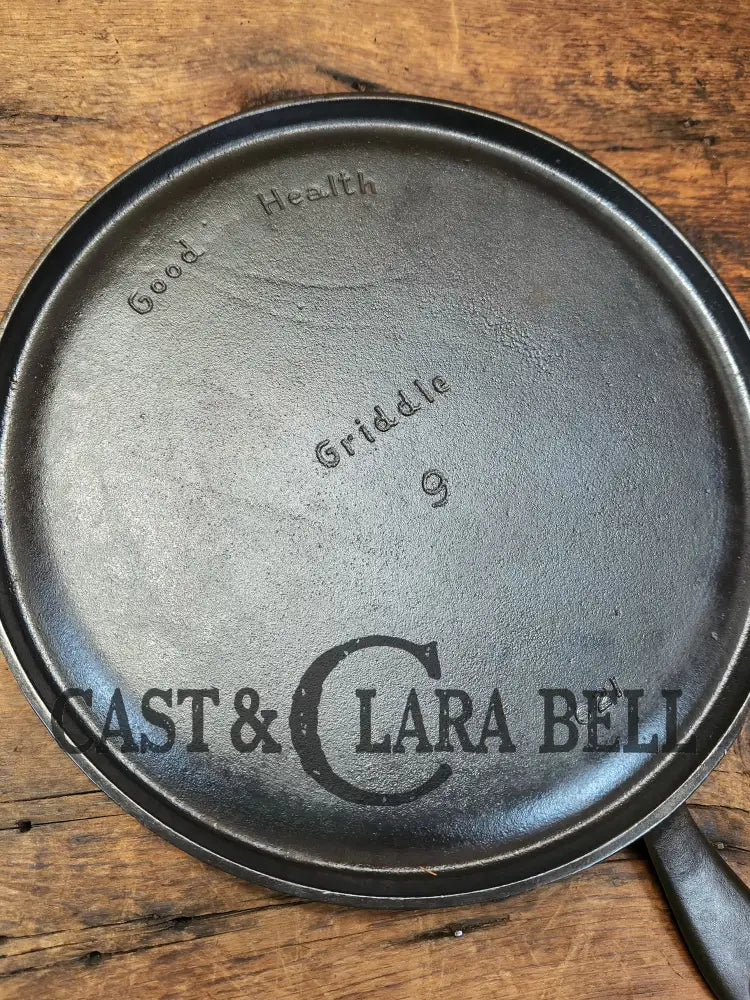 Good Health
Griddle
9
CAST & CLARA BELL